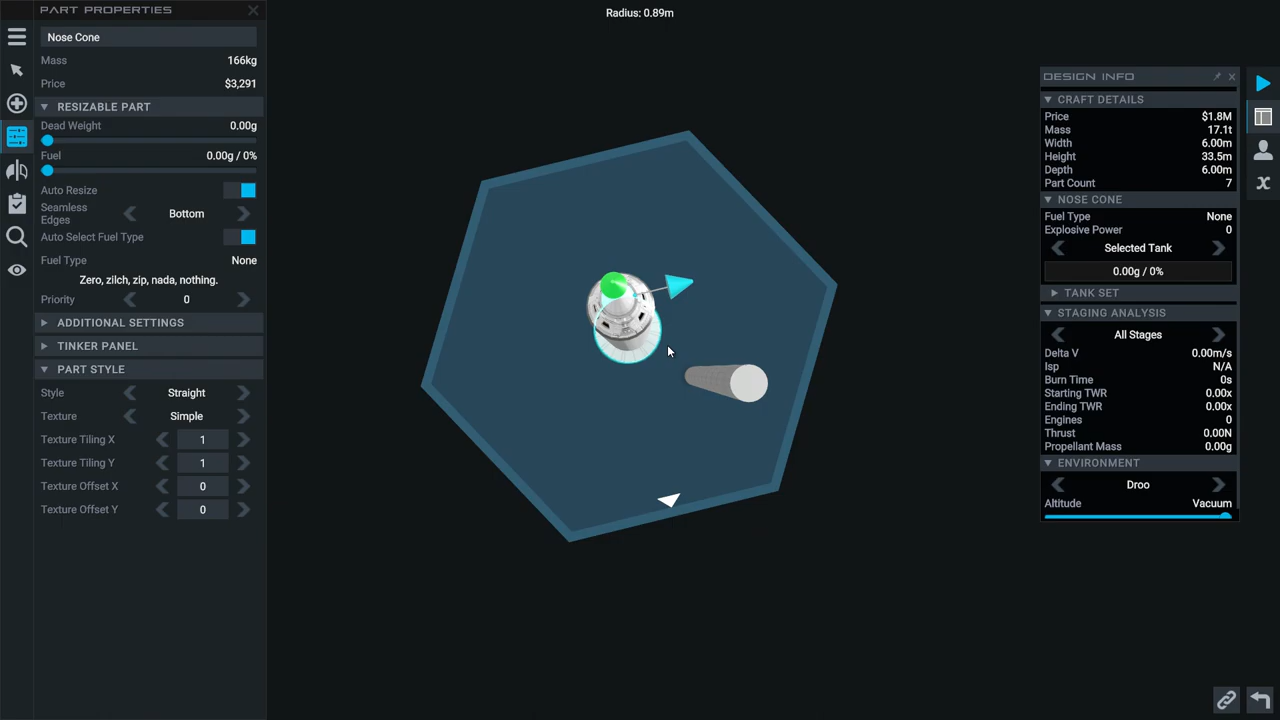 PART PROPERTIES
Radius: 0.89m
Nose Cone
Mass 166kg
Price $3,291
RESIZABLE PART
Dead Weight 0.00g
Fuel 0.00g / 0%
Auto Resize
Seamless Edges Bottom
Auto Select Fuel Type
Fuel Type None
Zero, zilch, zip, nada, nothing.
Priority 0
ADDITIONAL SETTINGS
TINKER PANEL
PART STYLE
Style Straight
Texture Simple
Texture Tiling X 1
Texture Tiling Y 1
Texture Offset X 0
Texture Offset Y 0
DESIGN INFO
CRAFT DETAILS
Price $1.8M
Mass 17.1t
Width 6.00m
Height 33.5m
Depth 6.00m
Part Count 7
NOSE CONE
Fuel Type None
Explosive Power 0
Selected Tank
0.00g / 0%
TANK SET
STAGING ANALYSIS
All Stages
Delta V 0.00m/s
Isp N/A
Burn Time 0s
Starting TWR 0.00x
Ending TWR 0.00x
Engines 0
Thrust 0.00N
Propellant Mass 0.00g
ENVIRONMENT
Droo
Altitude Vacuum